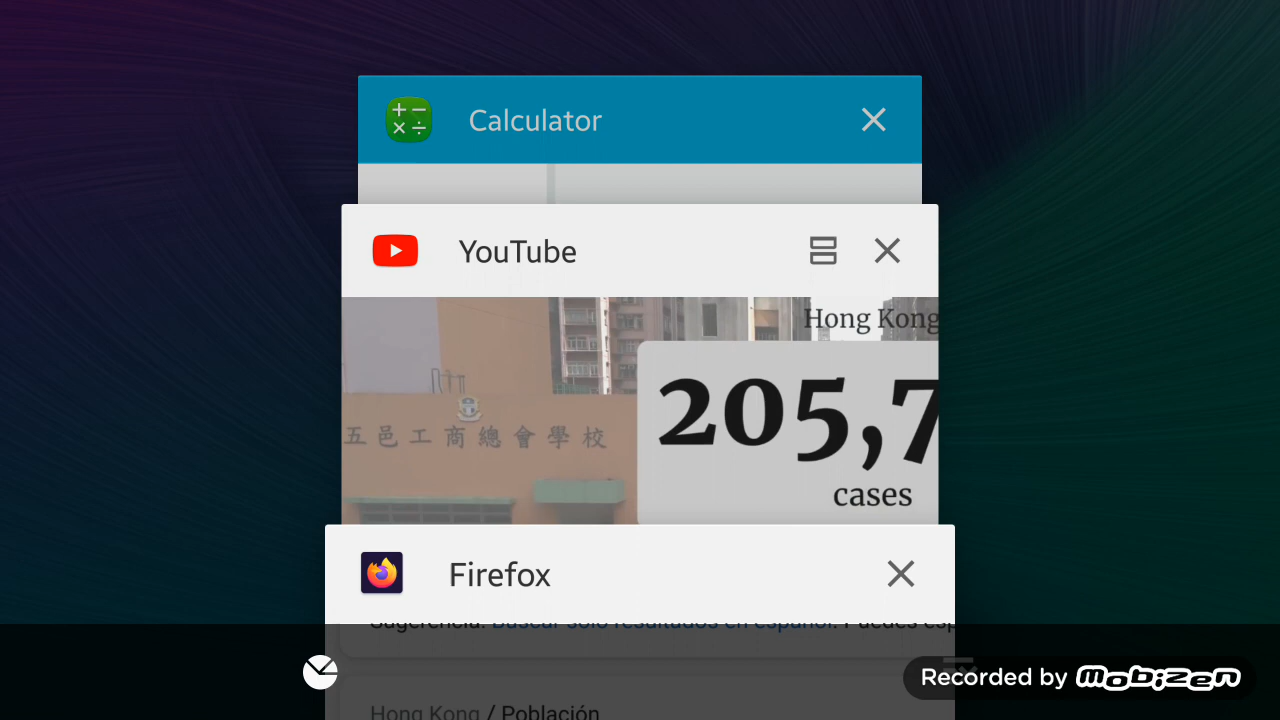 Calculator
YouTube
Hong Kong
205,7
五邑工商總會學校
cases
Firefox
Sugerencia: Buscar solo resultados en español. Puedes esp
Recorded by mobizen
Hong Kong / Población